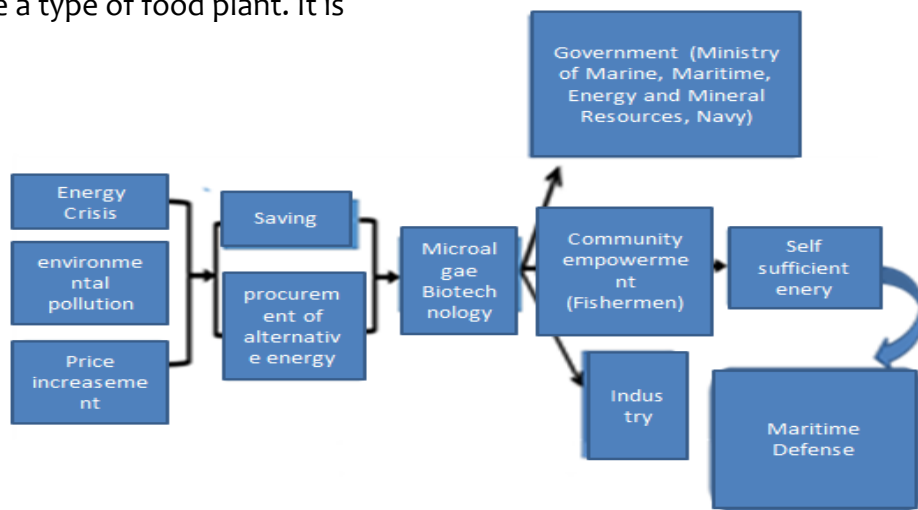 e a type of food plant. It is
Government (Ministry
of Marine, Maritime,
Energy and Mineral
Resources, Navy)
Energy
Crisis
environme
ntal
pollution
Price
increaseme
nt
Saving
procurem
ent of
alternativ
e energy
Microal
gae
Biotech
nology
Community
empowerme
nt
(Fishermen)
Indus
try
Self
sufficient
enery
Maritime
Defense